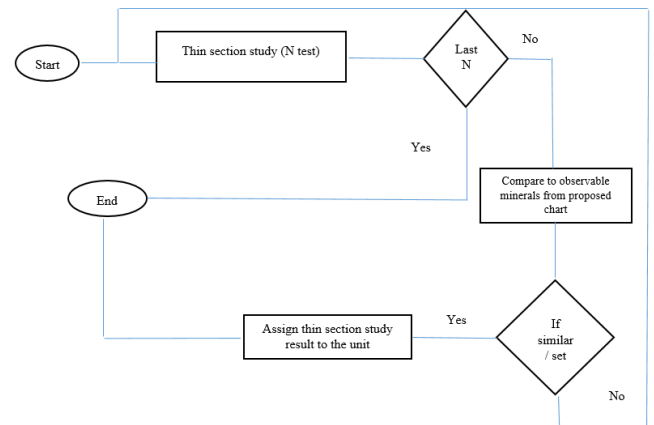 Start
Thin section study (N test)
Last
N
No
Yes
Compare to observable
minerals from proposed
chart
End
If
similar
/ set
Yes
Assign thin section study
result to the unit
No